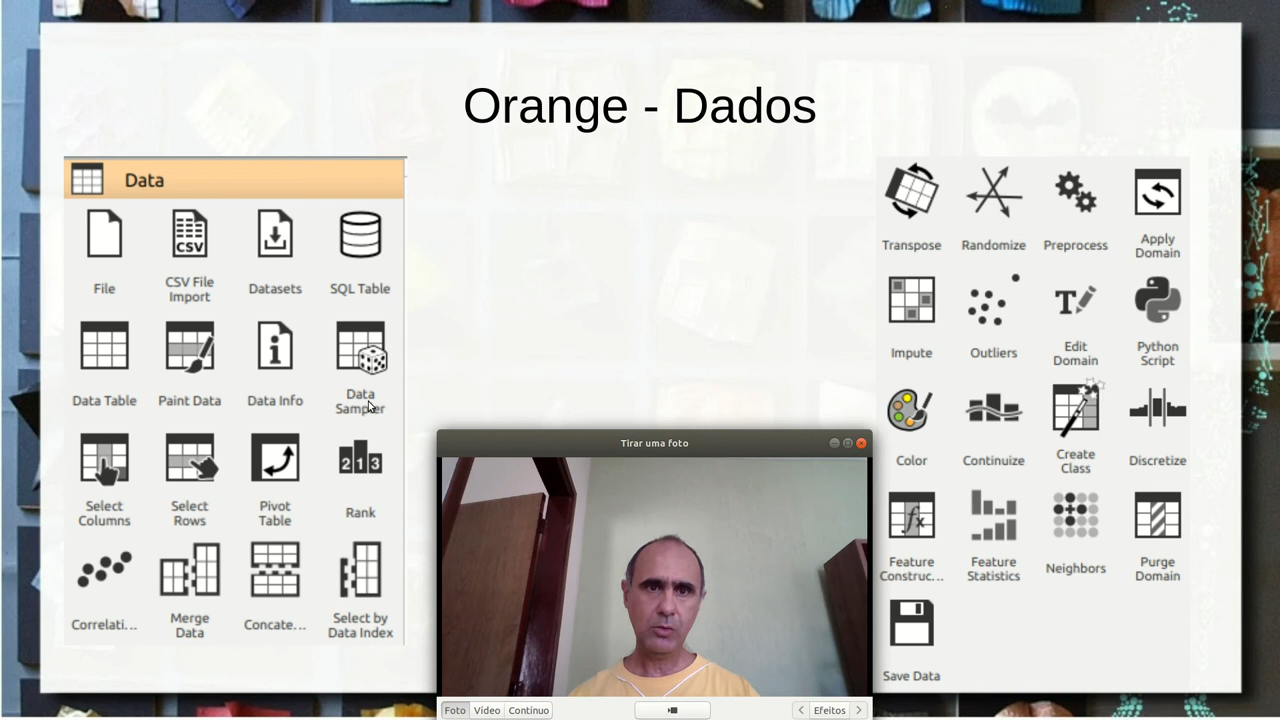 Orange - Dados
Data
File
CSV File
Import
Datasets
SQL Table
Data Table
Paint Data
Data Info
Data
Sampler
Select
Columns
Select
Rows
Pivot
Table
Rank
Correlati...
Merge
Data
Concate...
Select by
Data Index
Transpose
Randomize
Preprocess
Apply
Domain
Impute
Outliers
Edit
Domain
Python
Script
Color
Continuize
Create
Class
Discretize
Feature
Construc...
Feature
Statistics
Neighbors
Purge
Domain
Save Data
Tirar uma foto
Foto
Vídeo
Contínuo
Efeitos